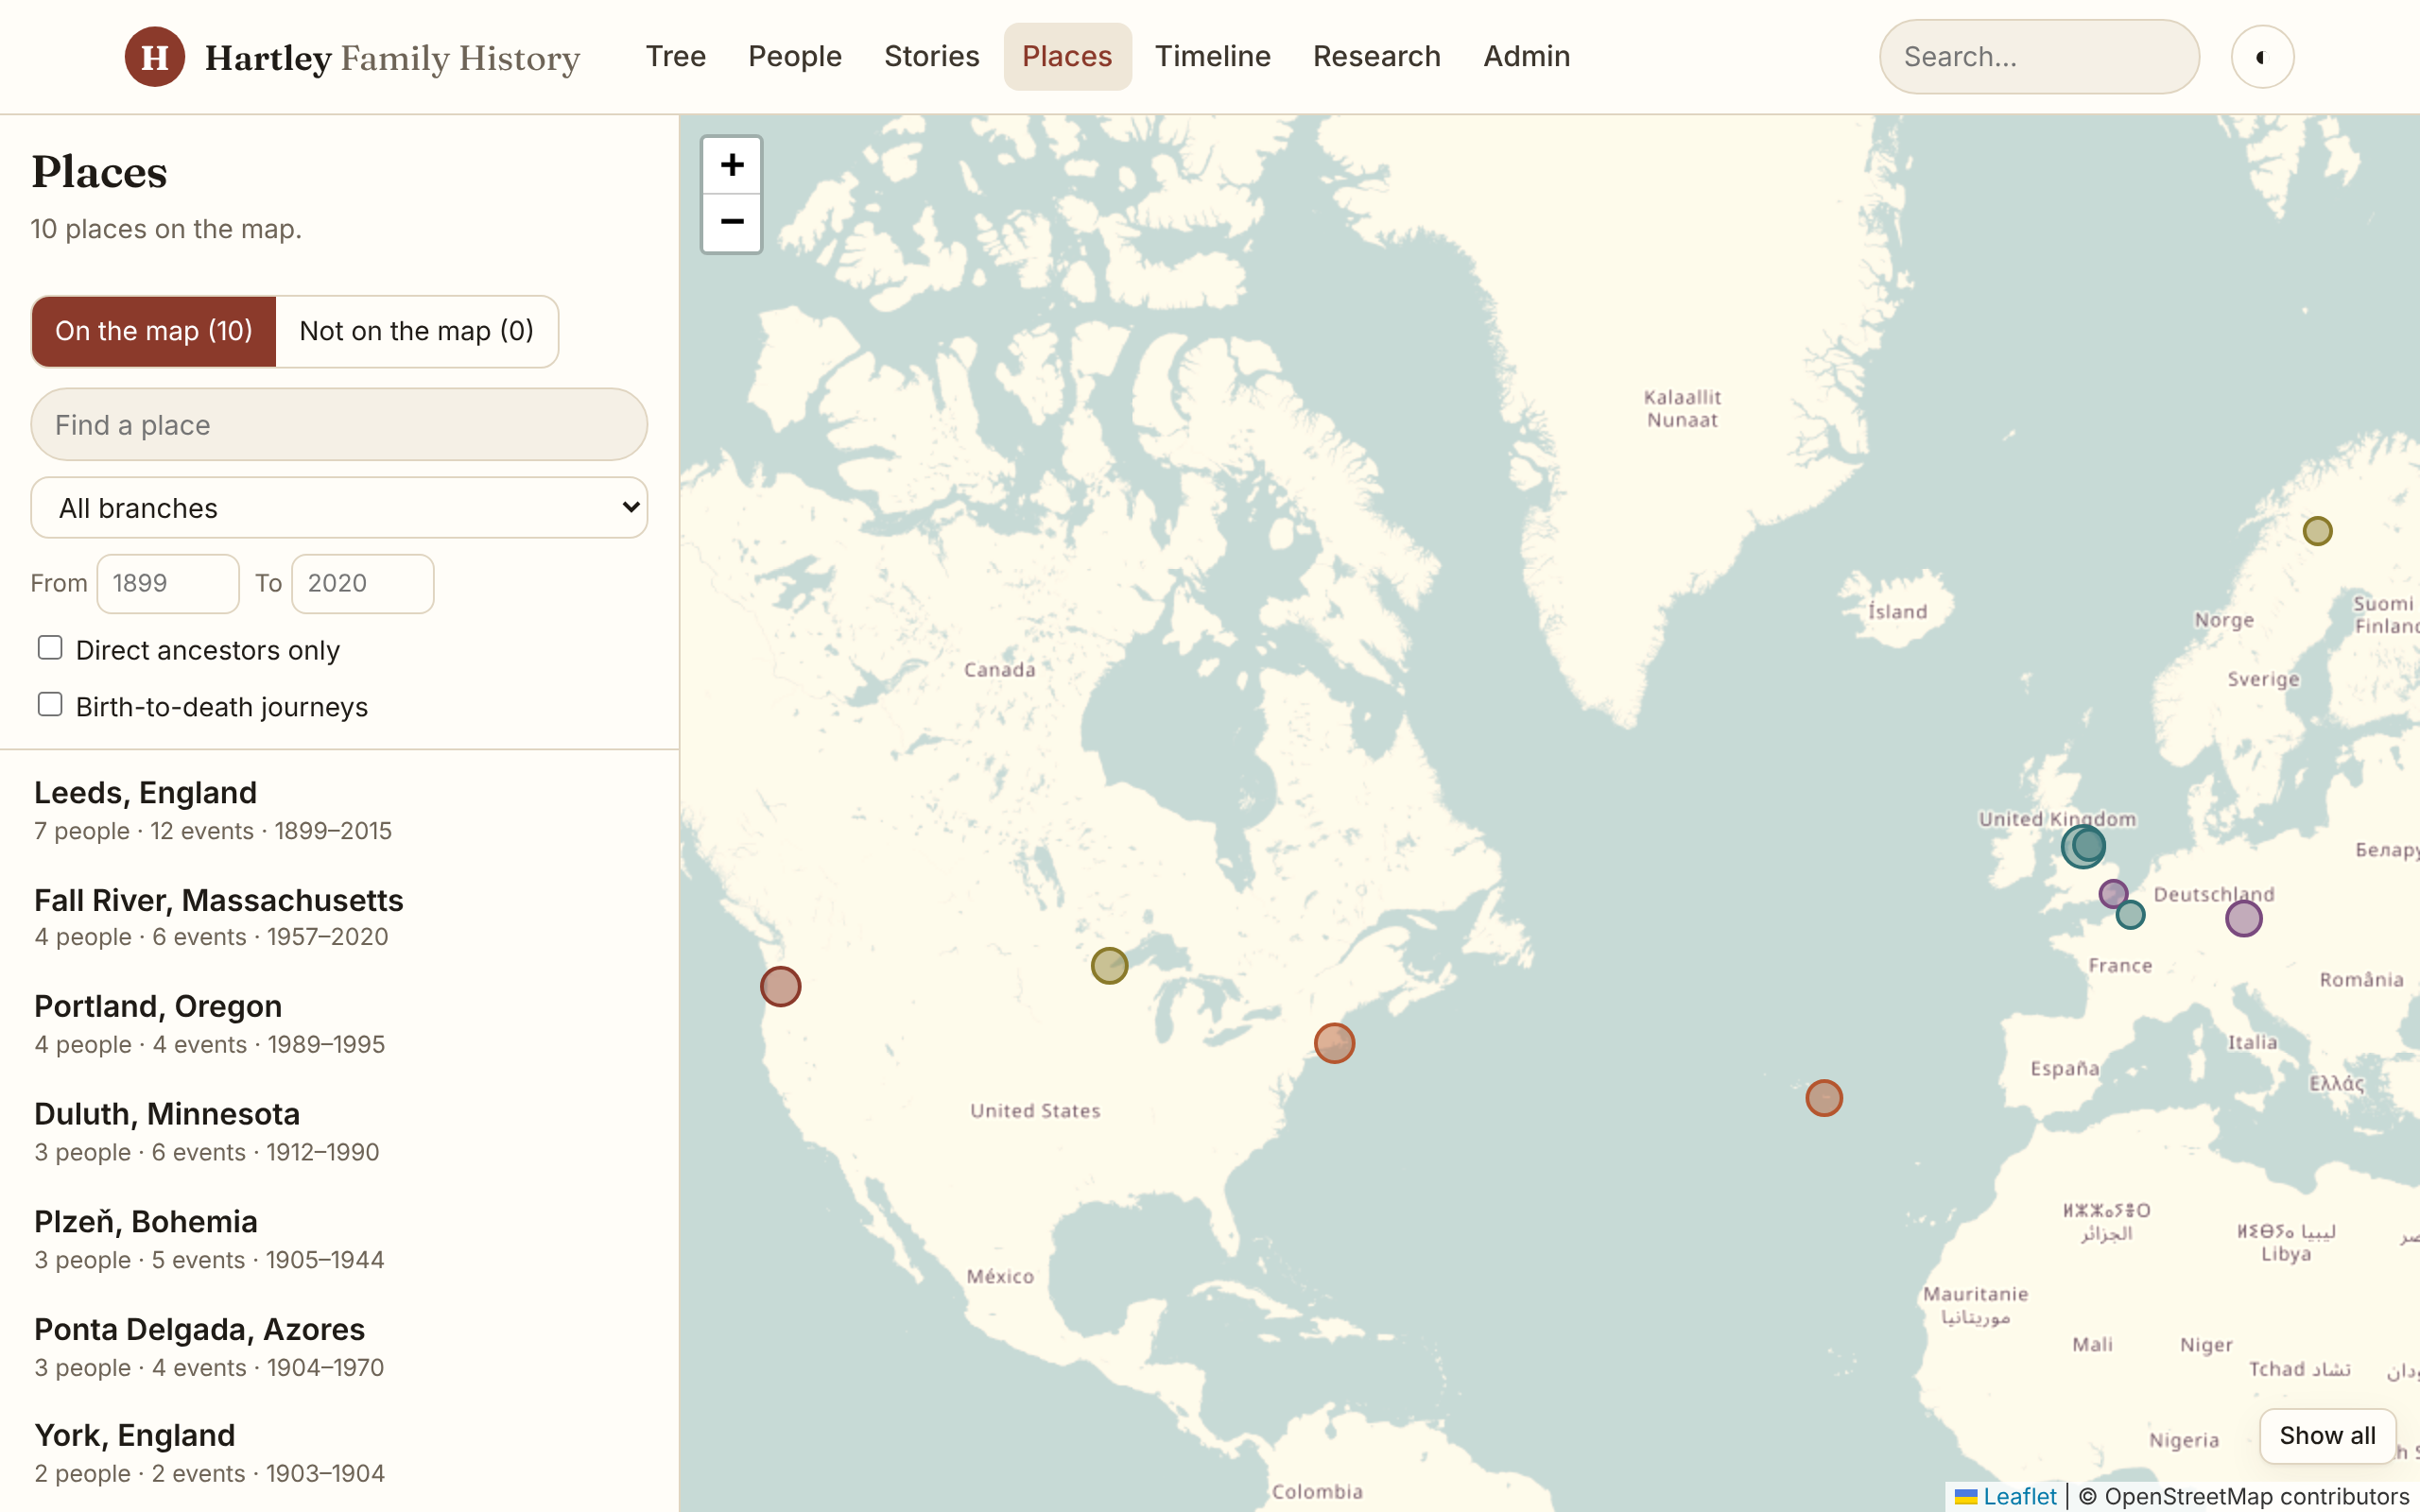 H Hartley Family History
Tree People Stories Places Timeline Research Admin
Search...
Places
10 places on the map.
On the map (10) Not on the map (0)
Find a place
All branches
From 1899 To 2020
Direct ancestors only
Birth-to-death journeys
Leeds, England
7 people · 12 events · 1899–2015
Fall River, Massachusetts
4 people · 6 events · 1957–2020
Portland, Oregon
4 people · 4 events · 1989–1995
Duluth, Minnesota
3 people · 6 events · 1912–1990
Plzeň, Bohemia
3 people · 5 events · 1905–1944
Ponta Delgada, Azores
3 people · 4 events · 1904–1970
York, England
2 people · 2 events · 1903–1904
+
−
Kalaallit
Nunaat
Ísland
Norge
Suomi
Sverige
Canada
United Kingdom
Deutschland
France
România
Italia
España
Ελλάς
United States
México
الجزائر
ليبيا
Libya
Mauritanie
موريتانيا
Mali
Niger
Tchad تشاد
Nigeria
Colombia
Show all
Leaflet | © OpenStreetMap contributors